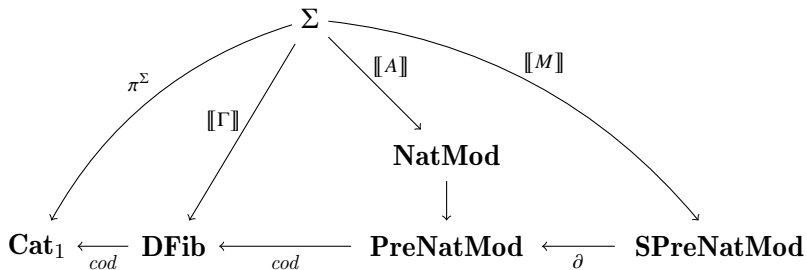 Σ
π^Σ
⟦Γ⟧
⟦A⟧
⟦M⟧
NatMod
Cat₁ cod DFib cod PreNatMod ∂ SPreNatMod